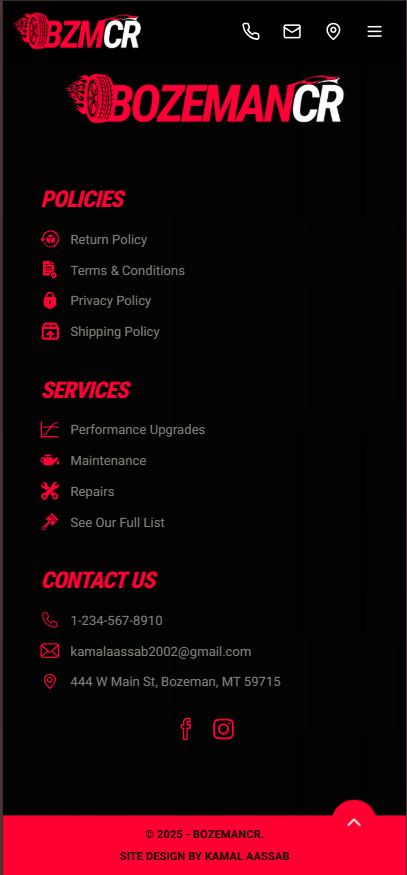 BZMCR
BOZEMANCR
POLICIES
Return Policy
Terms & Conditions
Privacy Policy
Shipping Policy
SERVICES
Performance Upgrades
Maintenance
Repairs
See Our Full List
CONTACT US
1-234-567-8910
kamalaassab2002@gmail.com
444 W Main St, Bozeman, MT 59715
© 2025 - BOZEMANCR.
SITE DESIGN BY KAMAL AASSAB